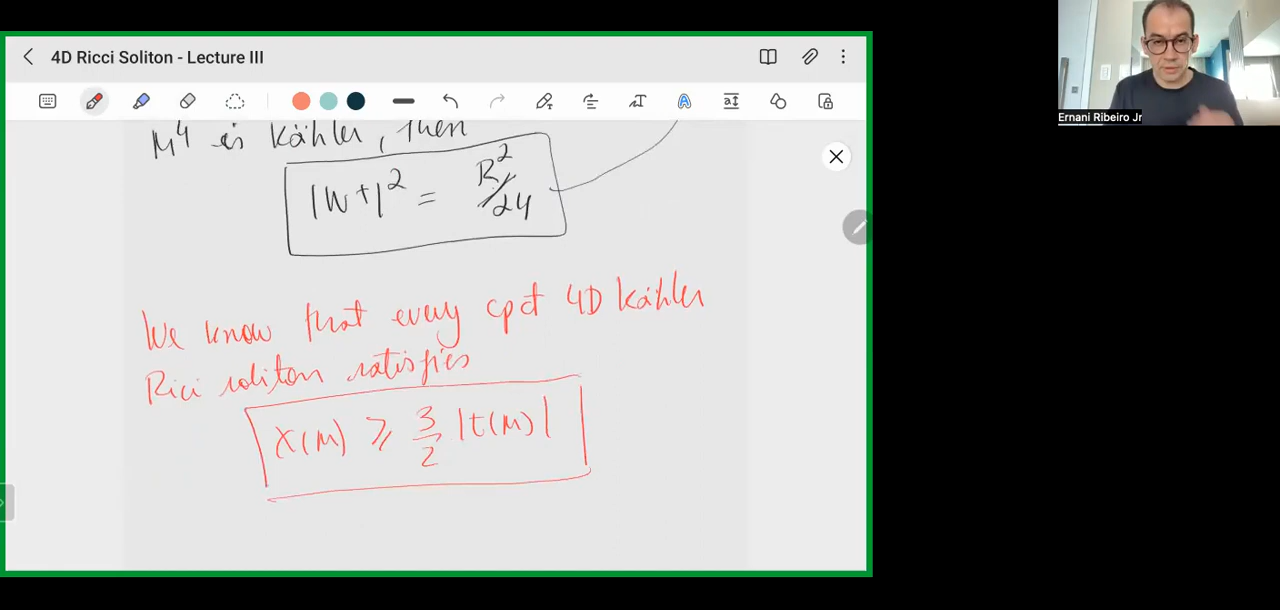 4D Ricci Soliton - Lecture III
M⁴ is Kähler, then
|W+|² = R²/24
We know that every cpct 4D Kähler
Ricci soliton satisfies
χ(M) ≥ 3/2 |τ(M)|
Ernani Ribeiro Jr